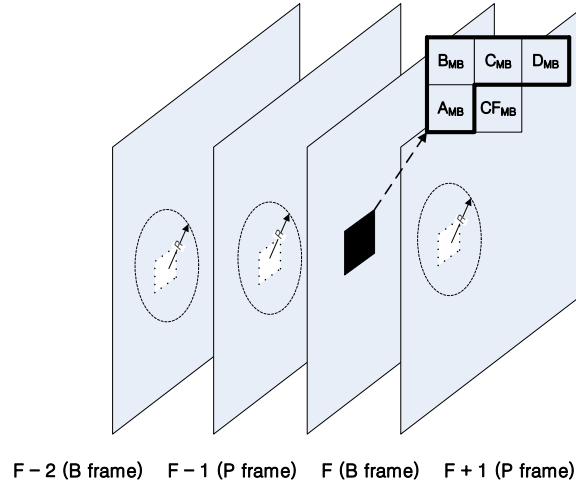 B_MB C_MB D_MB
A_MB CF_MB
R R R
F – 2 (B frame) F – 1 (P frame) F (B frame) F + 1 (P frame)